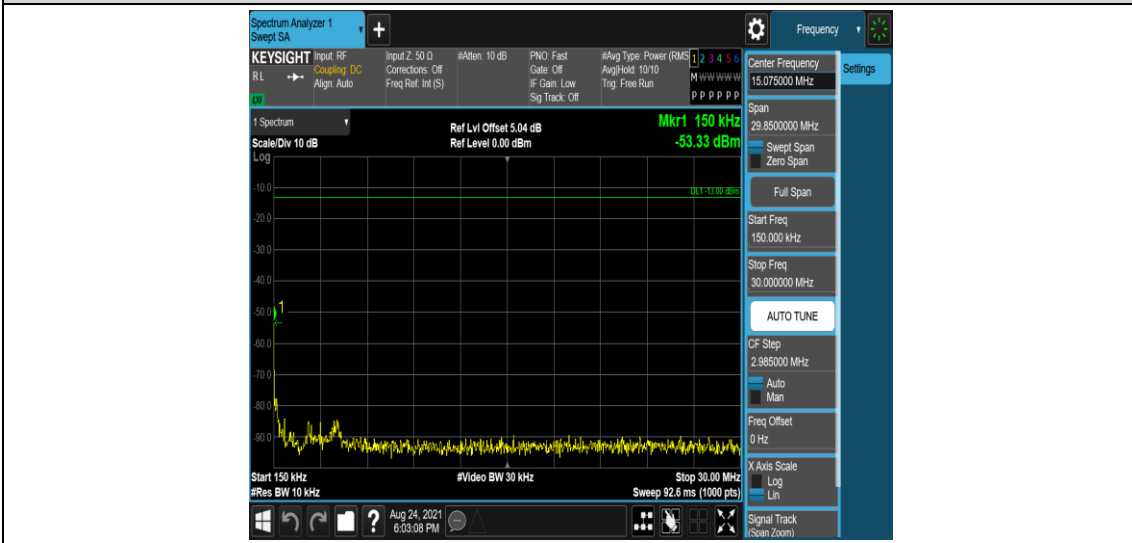 Spectrum Analyzer 1
Swept SA
+
Frequency
KEYSIGHT
RL
LXI
Input: RF
Coupling: DC
Align: Auto
Input Z: 50 Ω
Corrections: Off
Freq Ref: Int (S)
#Atten: 10 dB
PNO: Fast
Gate: Off
IF Gain: Low
Sig Track: Off
#Avg Type: Power (RMS
Avg|Hold: 10/10
Trig: Free Run
1 2 3 4 5 6
M W W W W W
P P P P P P
1 Spectrum
Scale/Div 10 dB
Log
Ref Lvl Offset 5.04 dB
Ref Level 0.00 dBm
Mkr1 150 kHz
-53.33 dBm
DL1 -13.00 dBm
-10.0
-20.0
-30.0
-40.0
-50.0
1
-60.0
-70.0
-80.0
-90.0
Start 150 kHz
#Video BW 30 kHz
Stop 30.00 MHz
#Res BW 10 kHz
Sweep 92.6 ms (1000 pts)
?
Aug 24, 2021
6:03:08 PM
Center Frequency
15.075000 MHz
Settings
Span
29.8500000 MHz
Swept Span
Zero Span
Full Span
Start Freq
150.000 kHz
Stop Freq
30.000000 MHz
AUTO TUNE
CF Step
2.985000 MHz
Auto
Man
Freq Offset
0 Hz
X Axis Scale
Log
Lin
Signal Track
(Span Zoom)